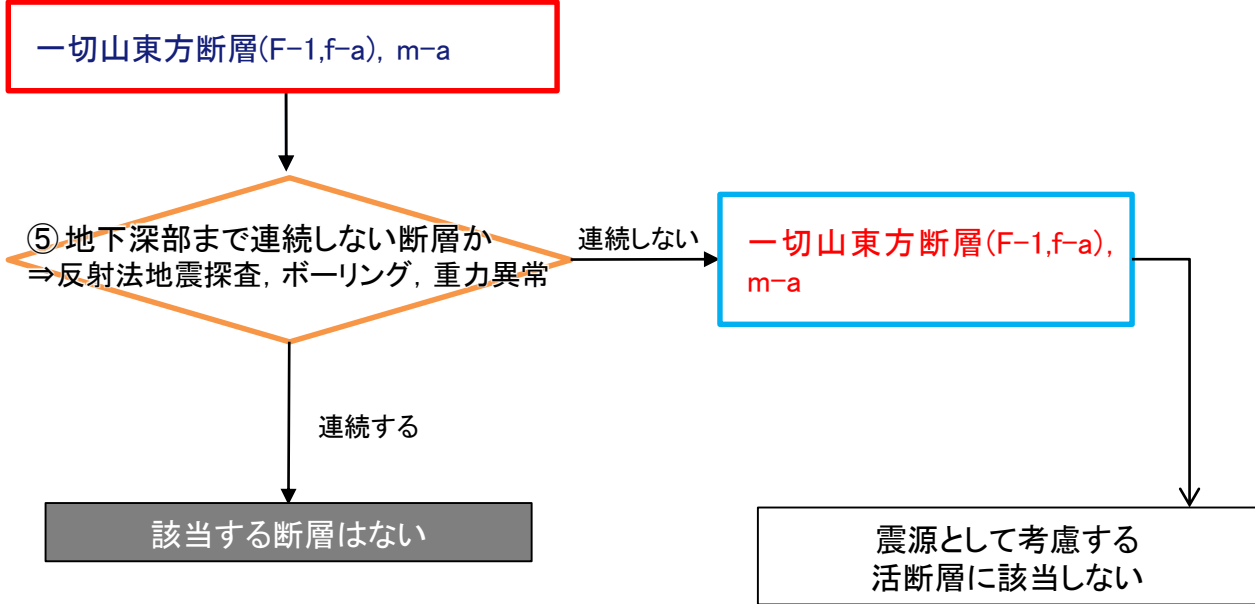 一切山東方断層(F-1,f-a), m-a
⑤地下深部まで連続しない断層か
⇒反射法地震探査, ボーリング, 重力異常
連続しない
一切山東方断層(F-1,f-a),
m-a
連続する
該当する断層はない
震源として考慮する
活断層に該当しない